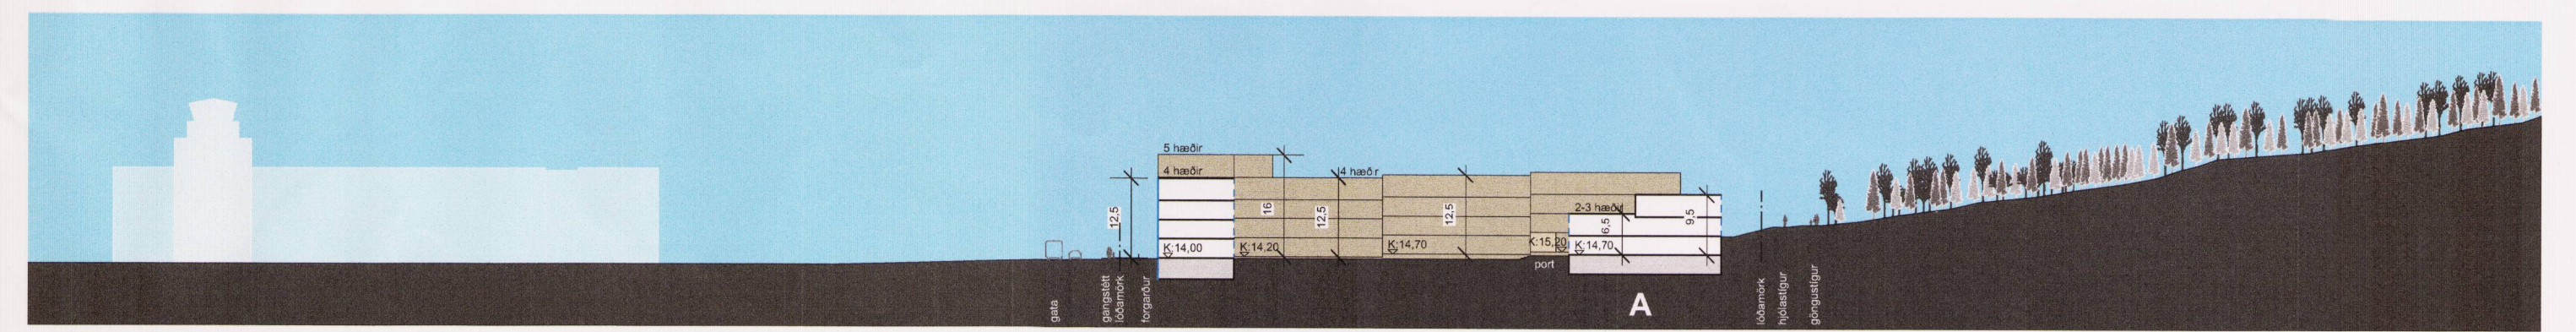 5 hæðir
4 hæðir
4 hæðir
2-3 hæðir
12,5
16
12,5
12,5
6,5
9,5
K:14,00
K:14,20
K:14,70
K:15,20
K:14,70
port
A
gata
gangstétt
lóðamörk
forgarður
lóðamörk
hjólastígur
göngustígur